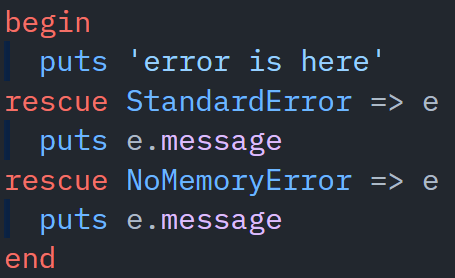 begin
  puts 'error is here'
rescue StandardError => e
  puts e.message
rescue NoMemoryError => e
  puts e.message
end